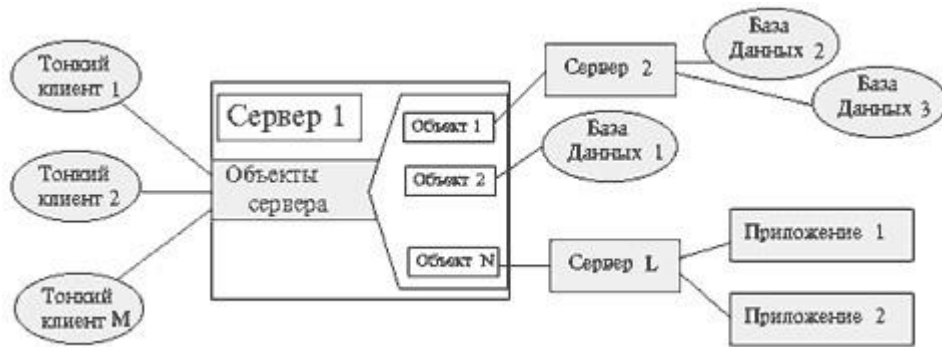 Тонкий
клиент 1
Тонкий
клиент 2
Тонкий
клиент M
Сервер 1
Объекты
сервера
Объект 1
Объект 2
Объект N
Сервер 2
База
Данных 2
База
Данных 3
База
Данных 1
Сервер L
Приложение 1
Приложение 2